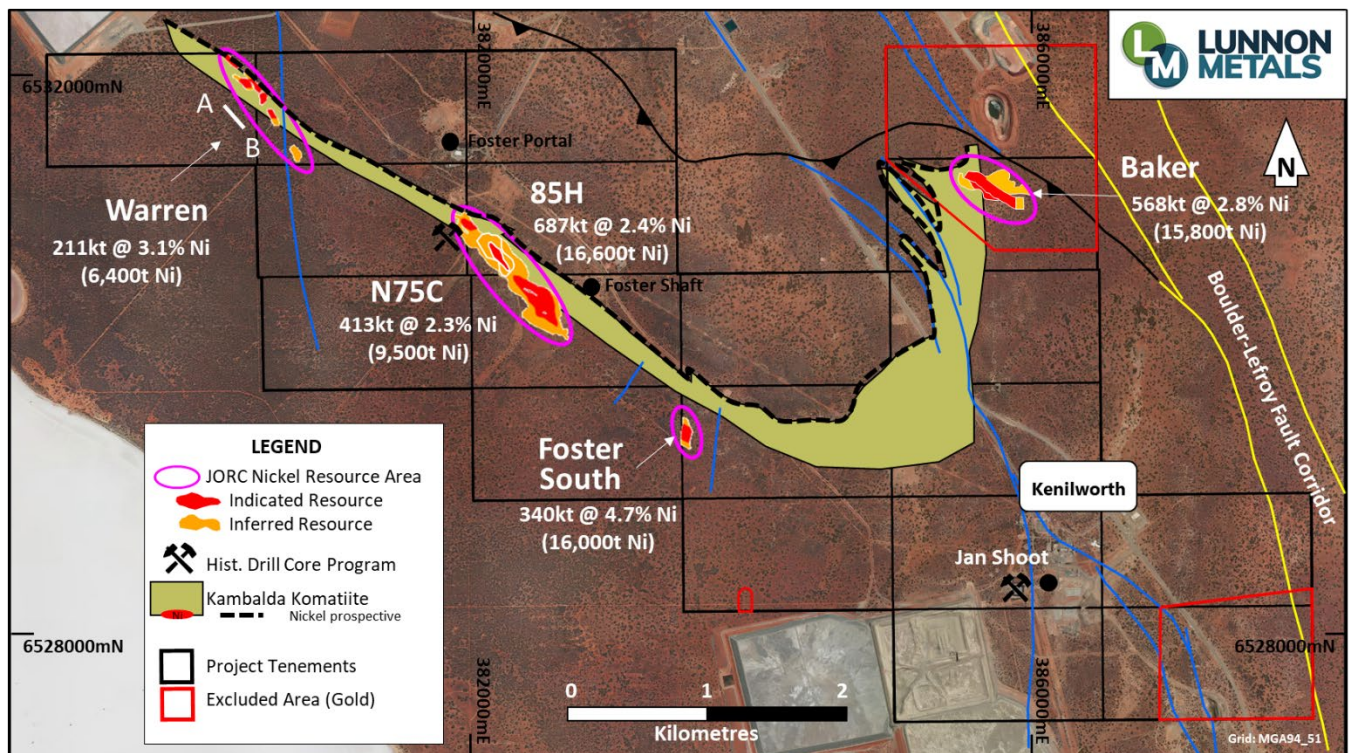 LUNNON
METALS
LM
382000mE
386000mE
6532000mN
A
B
Foster Portal
N
Warren
211kt @ 3.1% Ni
(6,400t Ni)
85H
687kt @ 2.4% Ni
(16,600t Ni)
Baker
568kt @ 2.8% Ni
(15,800t Ni)
Foster Shaft
N75C
413kt @ 2.3% Ni
(9,500t Ni)
Boulder-Lefroy Fault Corridor
Foster
South
340kt @ 4.7% Ni
(16,000t Ni)
Kenilworth
Jan Shoot
LEGEND
JORC Nickel Resource Area
Indicated Resource
Inferred Resource
Hist. Drill Core Program
Kambalda Komatiite
Ni
Nickel prospective
Project Tenements
Excluded Area (Gold)
6528000mN
6528000mN
382000mE
386000mE
0 1 2
Kilometres
Grid: MGA94_51